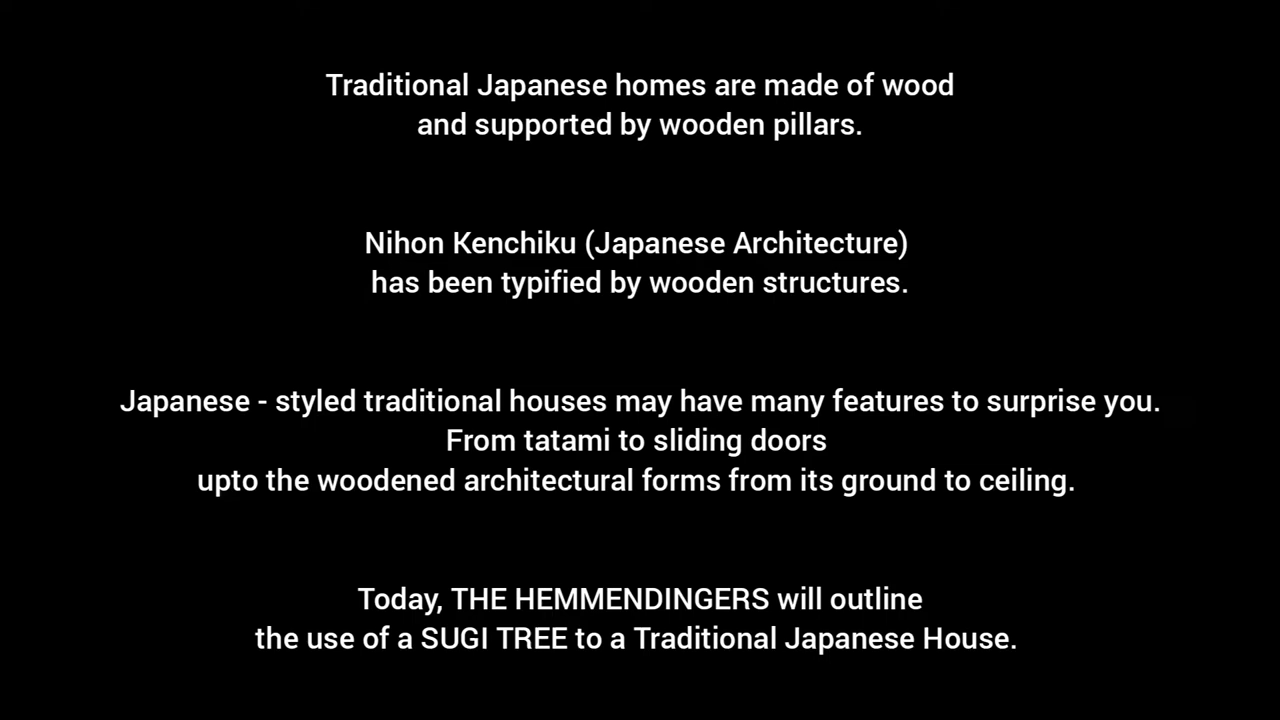 Traditional Japanese homes are made of wood
and supported by wooden pillars.
Nihon Kenchiku (Japanese Architecture)
has been typified by wooden structures.
Japanese - styled traditional houses may have many features to surprise you.
From tatami to sliding doors
upto the woodened architectural forms from its ground to ceiling.
Today, THE HEMMENDINGERS will outline
the use of a SUGI TREE to a Traditional Japanese House.